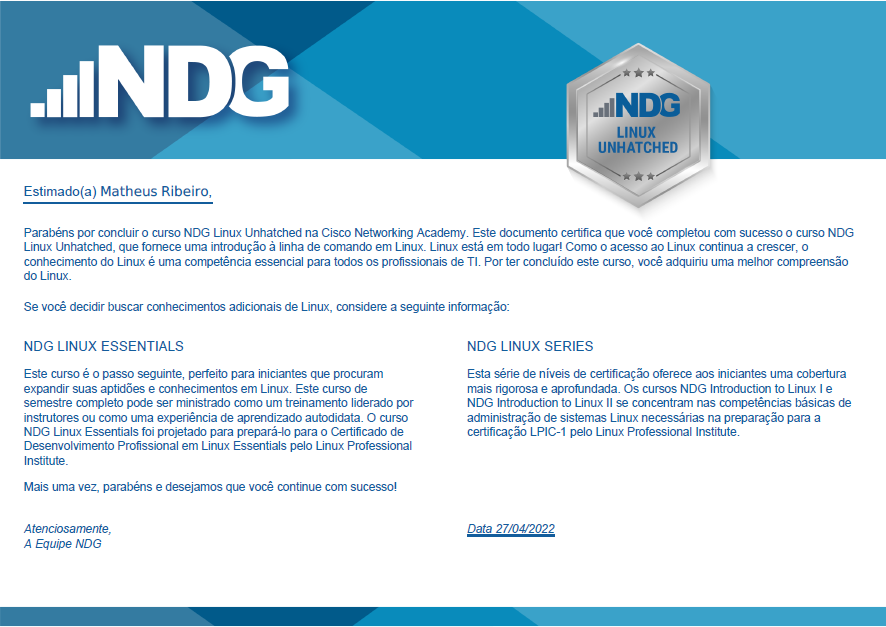 NDG
NDG
LINUX
UNHATCHED
Estimado(a) Matheus Ribeiro,
Parabéns por concluir o curso NDG Linux Unhatched na Cisco Networking Academy. Este documento certifica que você completou com sucesso o curso NDG
Linux Unhatched, que fornece uma introdução à linha de comando em Linux. Linux está em todo lugar! Como o acesso ao Linux continua a crescer, o
conhecimento do Linux é uma competência essencial para todos os profissionais de TI. Por ter concluído este curso, você adquiriu uma melhor compreensão
do Linux.
Se você decidir buscar conhecimentos adicionais de Linux, considere a seguinte informação:
NDG LINUX ESSENTIALS
Este curso é o passo seguinte, perfeito para iniciantes que procuram
expandir suas aptidões e conhecimentos em Linux. Este curso de
semestre completo pode ser ministrado como um treinamento liderado por
instrutores ou como uma experiência de aprendizado autodidata. O curso
NDG Linux Essentials foi projetado para prepará-lo para o Certificado de
Desenvolvimento Profissional em Linux Essentials pelo Linux Professional
Institute.
Mais uma vez, parabéns e desejamos que você continue com sucesso!
Atenciosamente,
A Equipe NDG
NDG LINUX SERIES
Esta série de níveis de certificação oferece aos iniciantes uma cobertura
mais rigorosa e aprofundada. Os cursos NDG Introduction to Linux I e
NDG Introduction to Linux II se concentram nas competências básicas de
administração de sistemas Linux necessárias na preparação para a
certificação LPIC-1 pelo Linux Professional Institute.
Data 27/04/2022